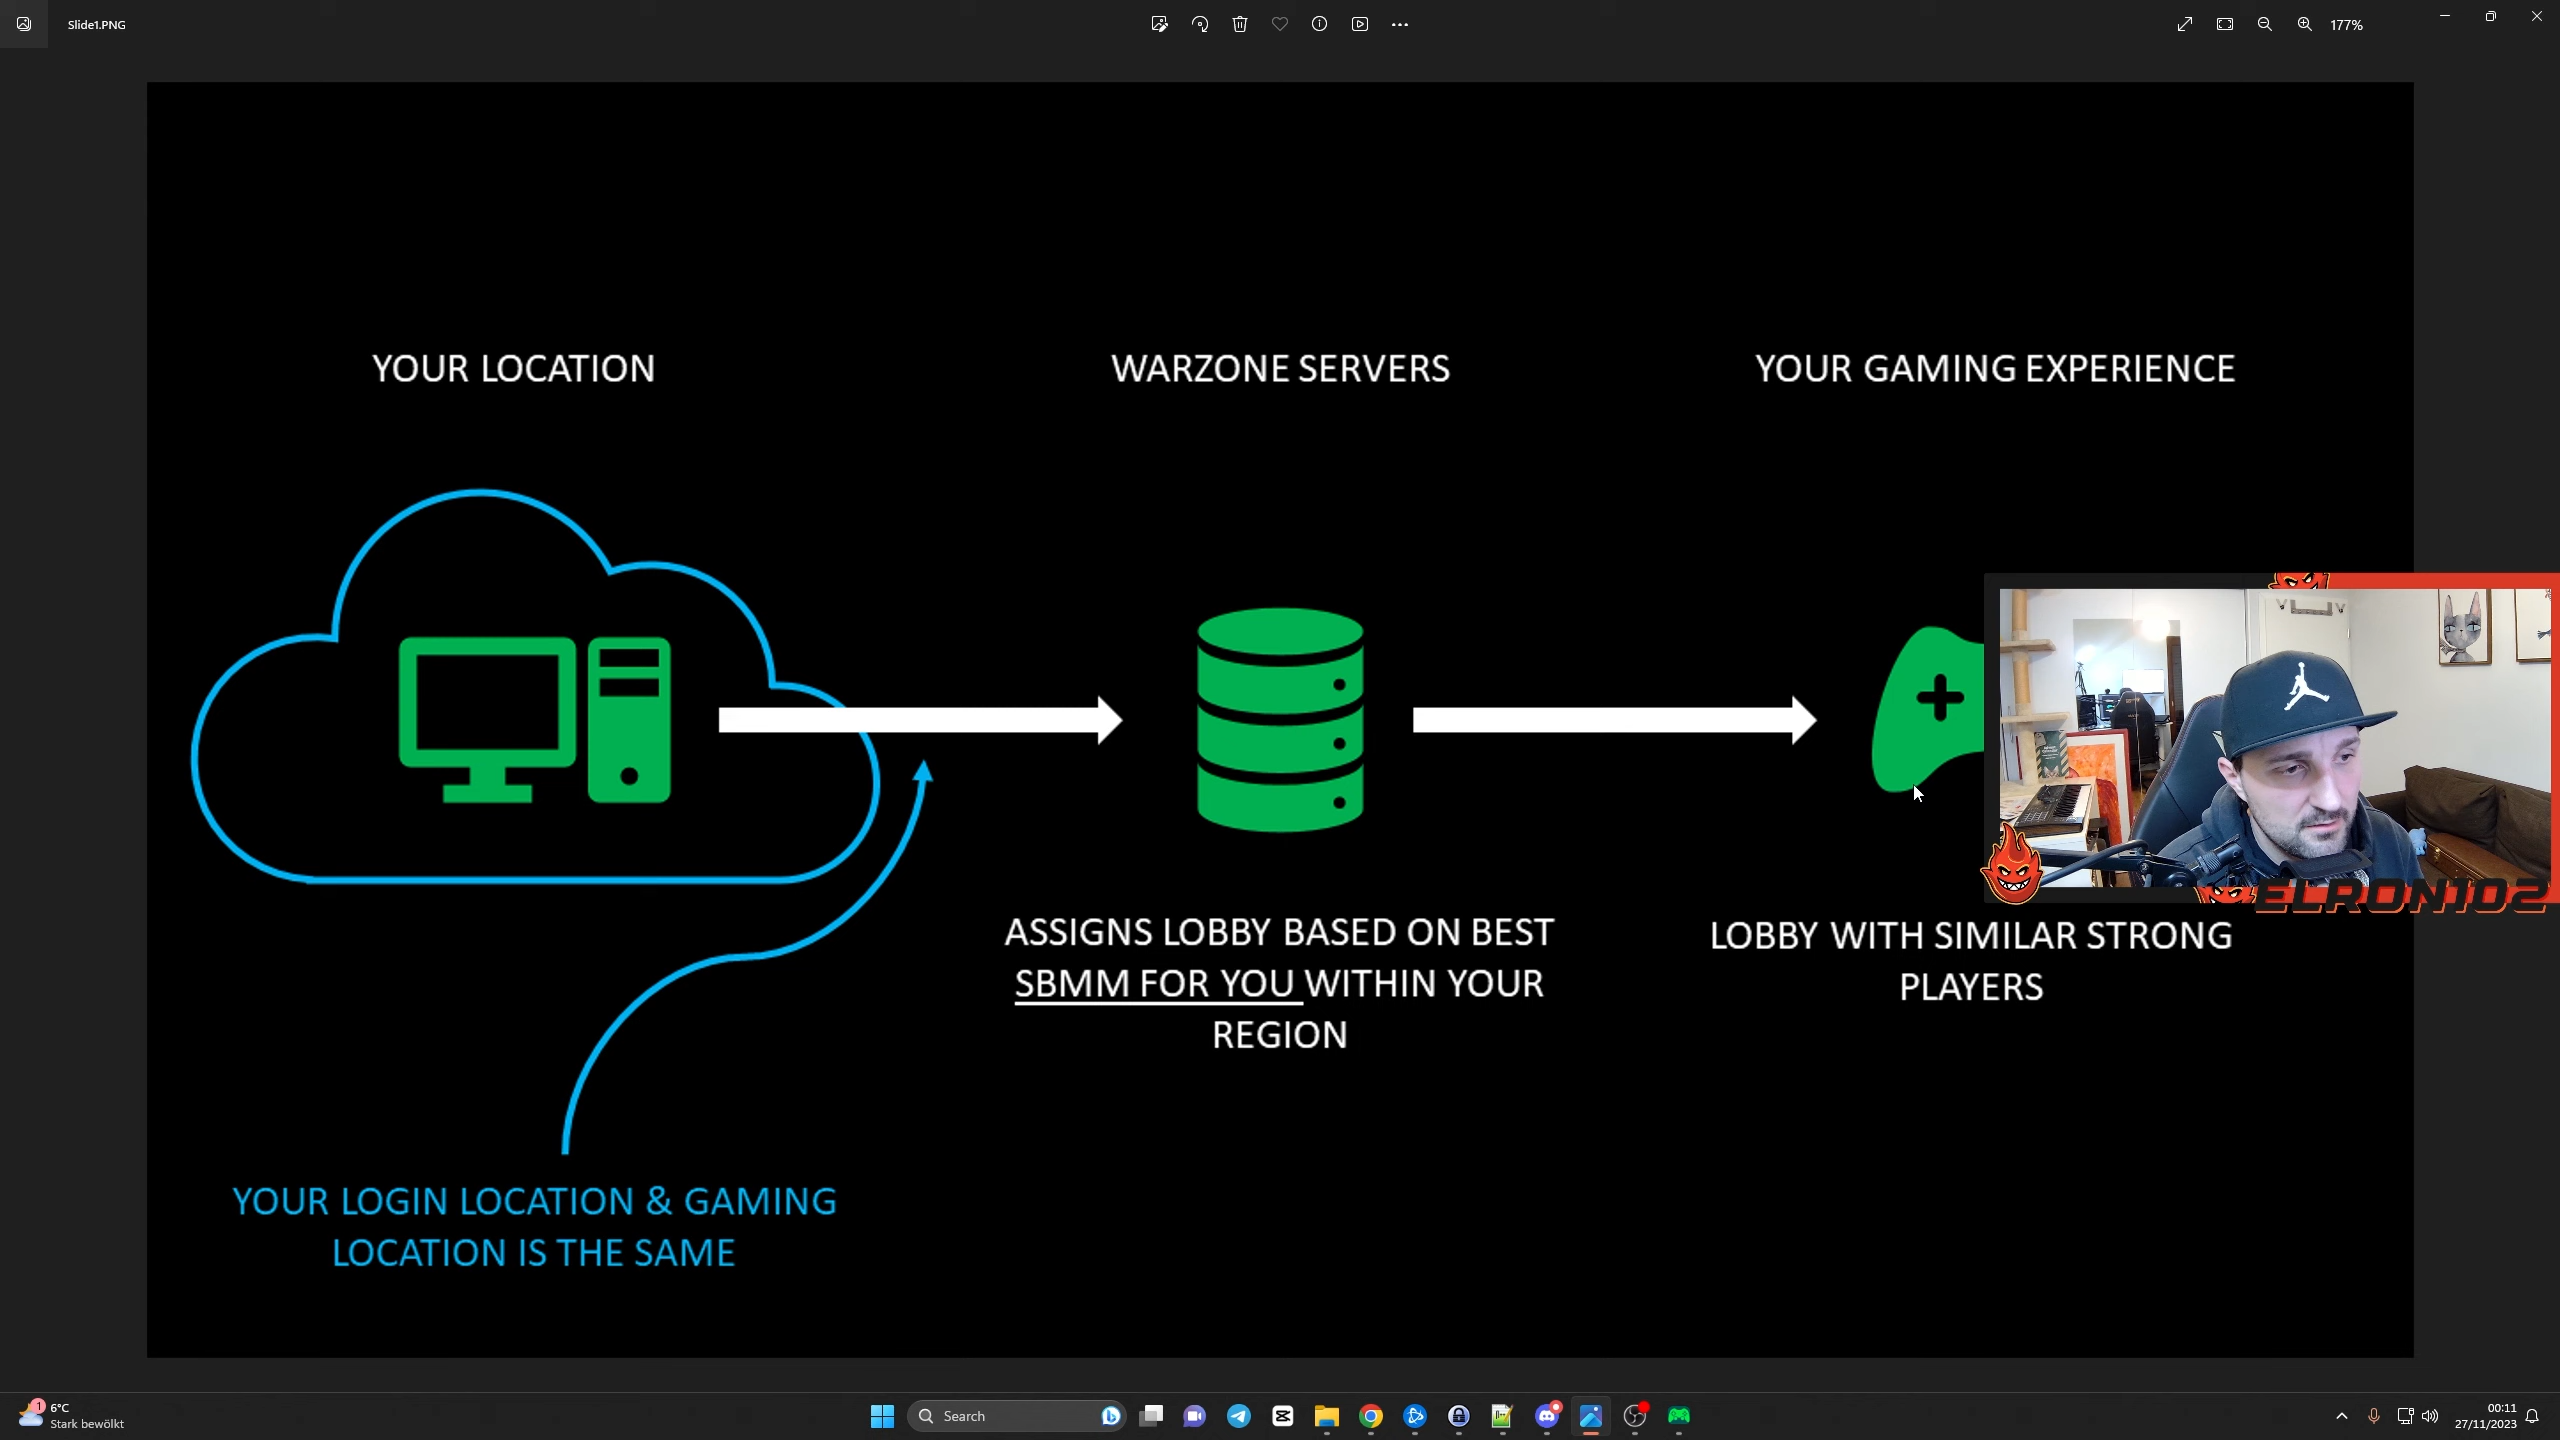 Slide1.PNG
177%
YOUR LOCATION
WARZONE SERVERS
YOUR GAMING EXPERIENCE
ASSIGNS LOBBY BASED ON BEST
SBMM FOR YOU WITHIN YOUR
REGION
LOBBY WITH SIMILAR STRONG
PLAYERS
ELRON102
YOUR LOGIN LOCATION & GAMING
LOCATION IS THE SAME
1
6°C
Stark bewölkt
Search
00:11
27/11/2023